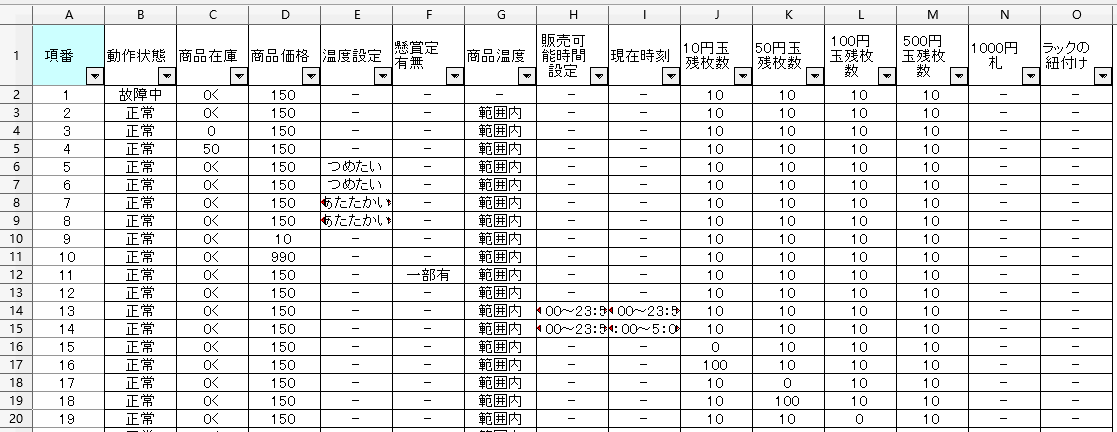 A B C D E F G H I J K L M N O
1 項番 動作状態 商品在庫 商品価格 温度設定 懸賞定有無 商品温度 販売可能時間設定 現在時刻 10円玉残枚数 50円玉残枚数 100円玉残枚数 500円玉残枚数 1000円札 ラックの紐付け
2 1 故障中 0< 150 − − − − − 10 10 10 10 − −
3 2 正常 0< 150 − − 範囲内 − − 10 10 10 10 − −
4 3 正常 0 150 − − 範囲内 − − 10 10 10 10 − −
5 4 正常 50 150 − − 範囲内 − − 10 10 10 10 − −
6 5 正常 0< 150 つめたい − 範囲内 − − 10 10 10 10 − −
7 6 正常 0< 150 つめたい − 範囲内 − − 10 10 10 10 − −
8 7 正常 0< 150 あたたかい − 範囲内 − − 10 10 10 10 − −
9 8 正常 0< 150 あたたかい − 範囲内 − − 10 10 10 10 − −
10 9 正常 0< 10 − − 範囲内 − − 10 10 10 10 − −
11 10 正常 0< 990 − − 範囲内 − − 10 10 10 10 − −
12 11 正常 0< 150 − 一部有 範囲内 − − 10 10 10 10 − −
13 12 正常 0< 150 − − 範囲内 − − 10 10 10 10 − −
14 13 正常 0< 150 − − 範囲内 00～23:5 00～23:5 10 10 10 10 − −
15 14 正常 0< 150 − − 範囲内 00～23:5 :00～5:0 10 10 10 10 − −
16 15 正常 0< 150 − − 範囲内 − − 0 10 10 10 − −
17 16 正常 0< 150 − − 範囲内 − − 100 10 10 10 − −
18 17 正常 0< 150 − − 範囲内 − − 10 0 10 10 − −
19 18 正常 0< 150 − − 範囲内 − − 10 100 10 10 − −
20 19 正常 0< 150 − − 範囲内 − − 10 10 0 10 − −